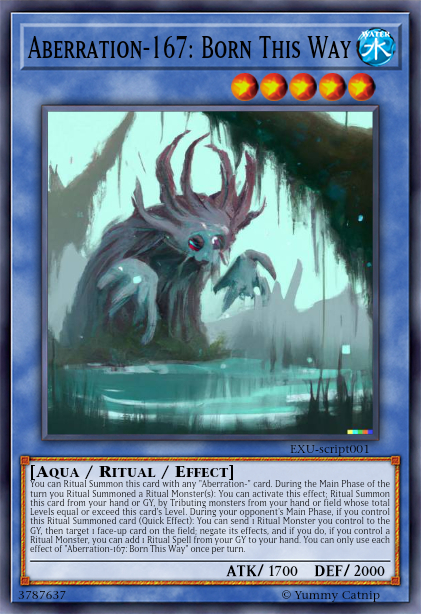 Aberration-167: Born This Way
WATER
水
EXU-script001
[Aqua / Ritual / Effect]
You can Ritual Summon this card with any "Aberration-" card. During the Main Phase of the
turn you Ritual Summoned a Ritual Monster(s): You can activate this effect; Ritual Summon
this card from your hand or GY, by Tributing monsters from your hand or field whose total
Levels equal or exceed this card's Level. During your opponent's Main Phase, if you control
this Ritual Summoned card (Quick Effect): You can send 1 Ritual Monster you control to the
GY, then target 1 face-up card on the field; negate its effects, and if you do, if you control a
Ritual Monster, you can add 1 Ritual Spell from your GY to your hand. You can only use each
effect of "Aberration-167: Born This Way" once per turn.
ATK/ 1700 DEF/ 2000
3787637 © Yummy Catnip